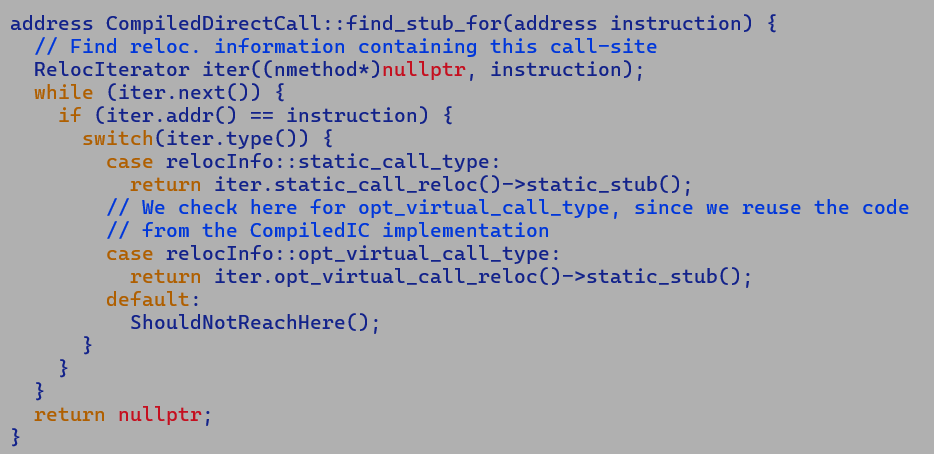 address CompiledDirectCall::find_stub_for(address instruction) {
  // Find reloc. information containing this call-site
  RelocIterator iter((nmethod*)nullptr, instruction);
  while (iter.next()) {
    if (iter.addr() == instruction) {
      switch(iter.type()) {
        case relocInfo::static_call_type:
          return iter.static_call_reloc()->static_stub();
        // We check here for opt_virtual_call_type, since we reuse the code
        // from the CompiledIC implementation
        case relocInfo::opt_virtual_call_type:
          return iter.opt_virtual_call_reloc()->static_stub();
        default:
          ShouldNotReachHere();
      }
    }
  }
  return nullptr;
}